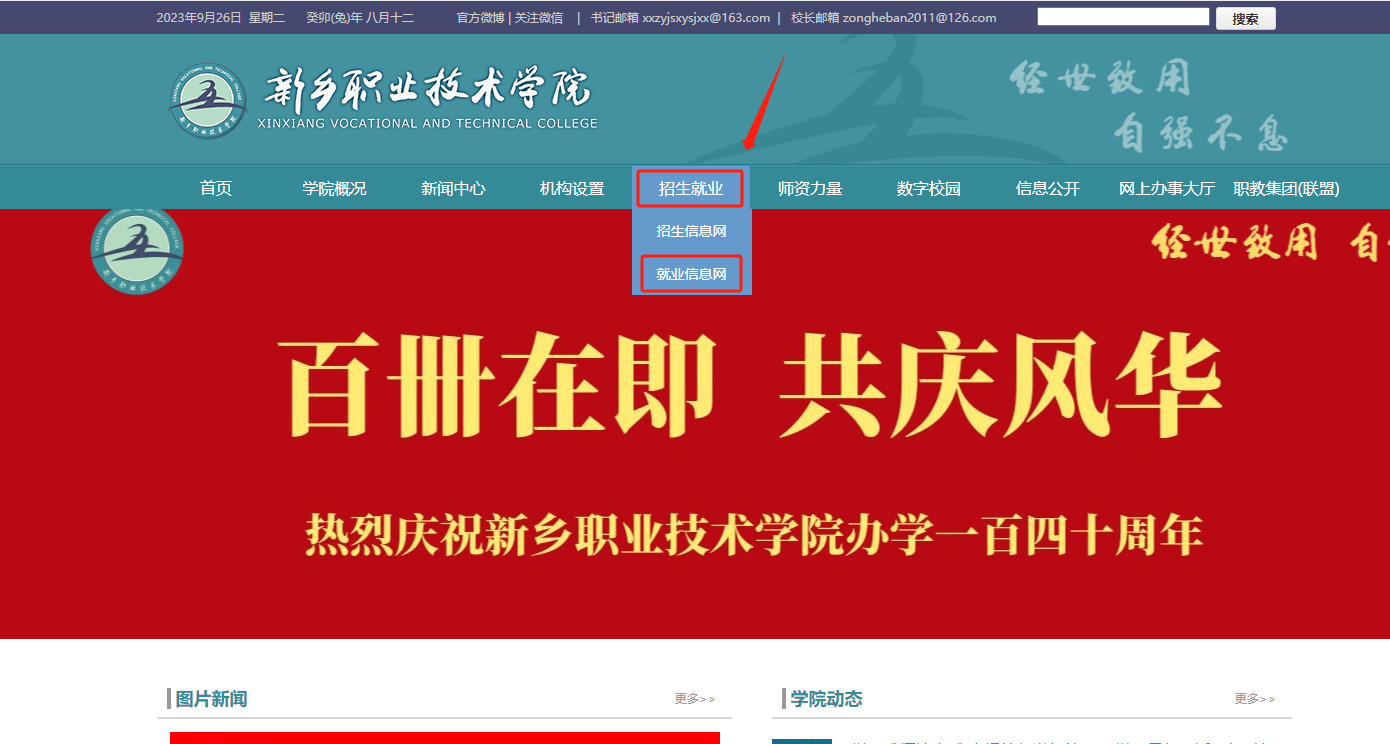 2023年9月26日 星期二 癸卯(兔)年 八月十二 官方微博 | 关注微信 | 书记邮箱 xxzyjsxysjxx@163.com | 校长邮箱 zongheban2011@126.com 搜索
新乡职业技术学院
XINXIANG VOCATIONAL AND TECHNICAL COLLEGE
经世致用
自强不息
首页 学院概况 新闻中心 机构设置 招生就业 师资力量 数字校园 信息公开 网上办事大厅 职教集团(联盟)
招生信息网
就业信息网
经世致用 自
百卌在即 共庆风华
热烈庆祝新乡职业技术学院办学一百四十周年
图片新闻 更多>>
学院动态 更多>>